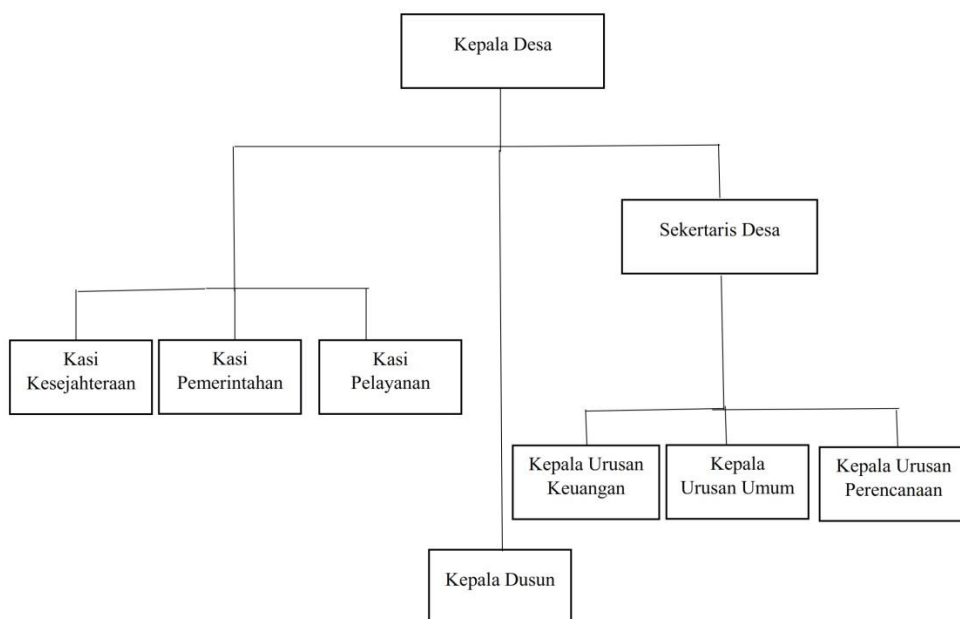 Kepala Desa
Sekertaris Desa
Kasi
Kesejahteraan
Kasi
Pemerintahan
Kasi
Pelayanan
Kepala Urusan
Keuangan
Kepala
Urusan Umum
Kepala Urusan
Perencanaan
Kepala Dusun